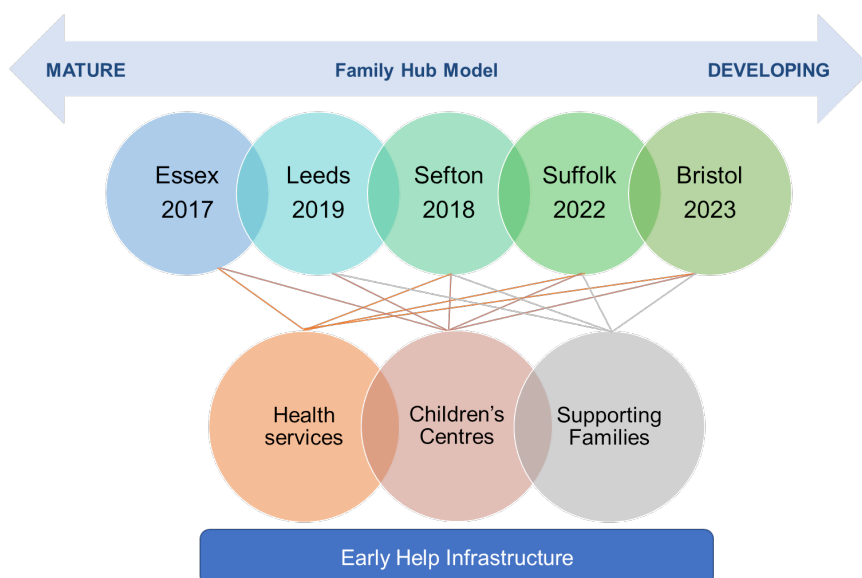 MATURE Family Hub Model DEVELOPING
Essex
2017
Leeds
2019
Sefton
2018
Suffolk
2022
Bristol
2023
Health
services
Children’s
Centres
Supporting
Families
Early Help Infrastructure